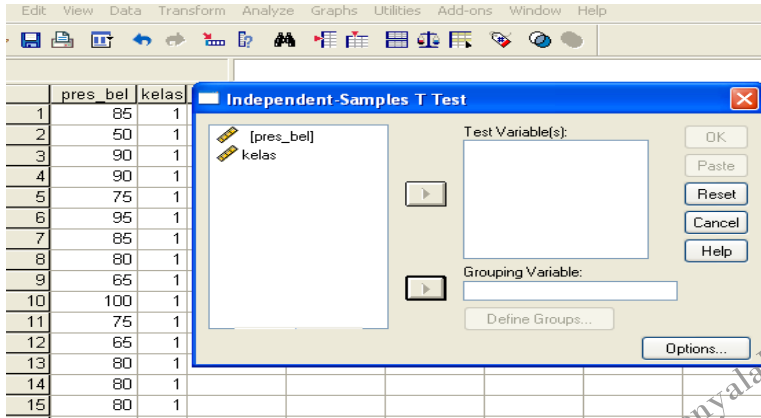 Edit View Data Transform Analyze Graphs Utilities Add-ons Window Help
pres_bel kelas
1 85 1
2 50 1
3 90 1
4 90 1
5 75 1
6 95 1
7 85 1
8 80 1
9 65 1
10 100 1
11 75 1
12 65 1
13 80 1
14 80 1
15 80 1
Independent-Samples T Test
[pres_bel]
kelas
Test Variable(s):
Grouping Variable:
Define Groups...
OK
Paste
Reset
Cancel
Help
Options...